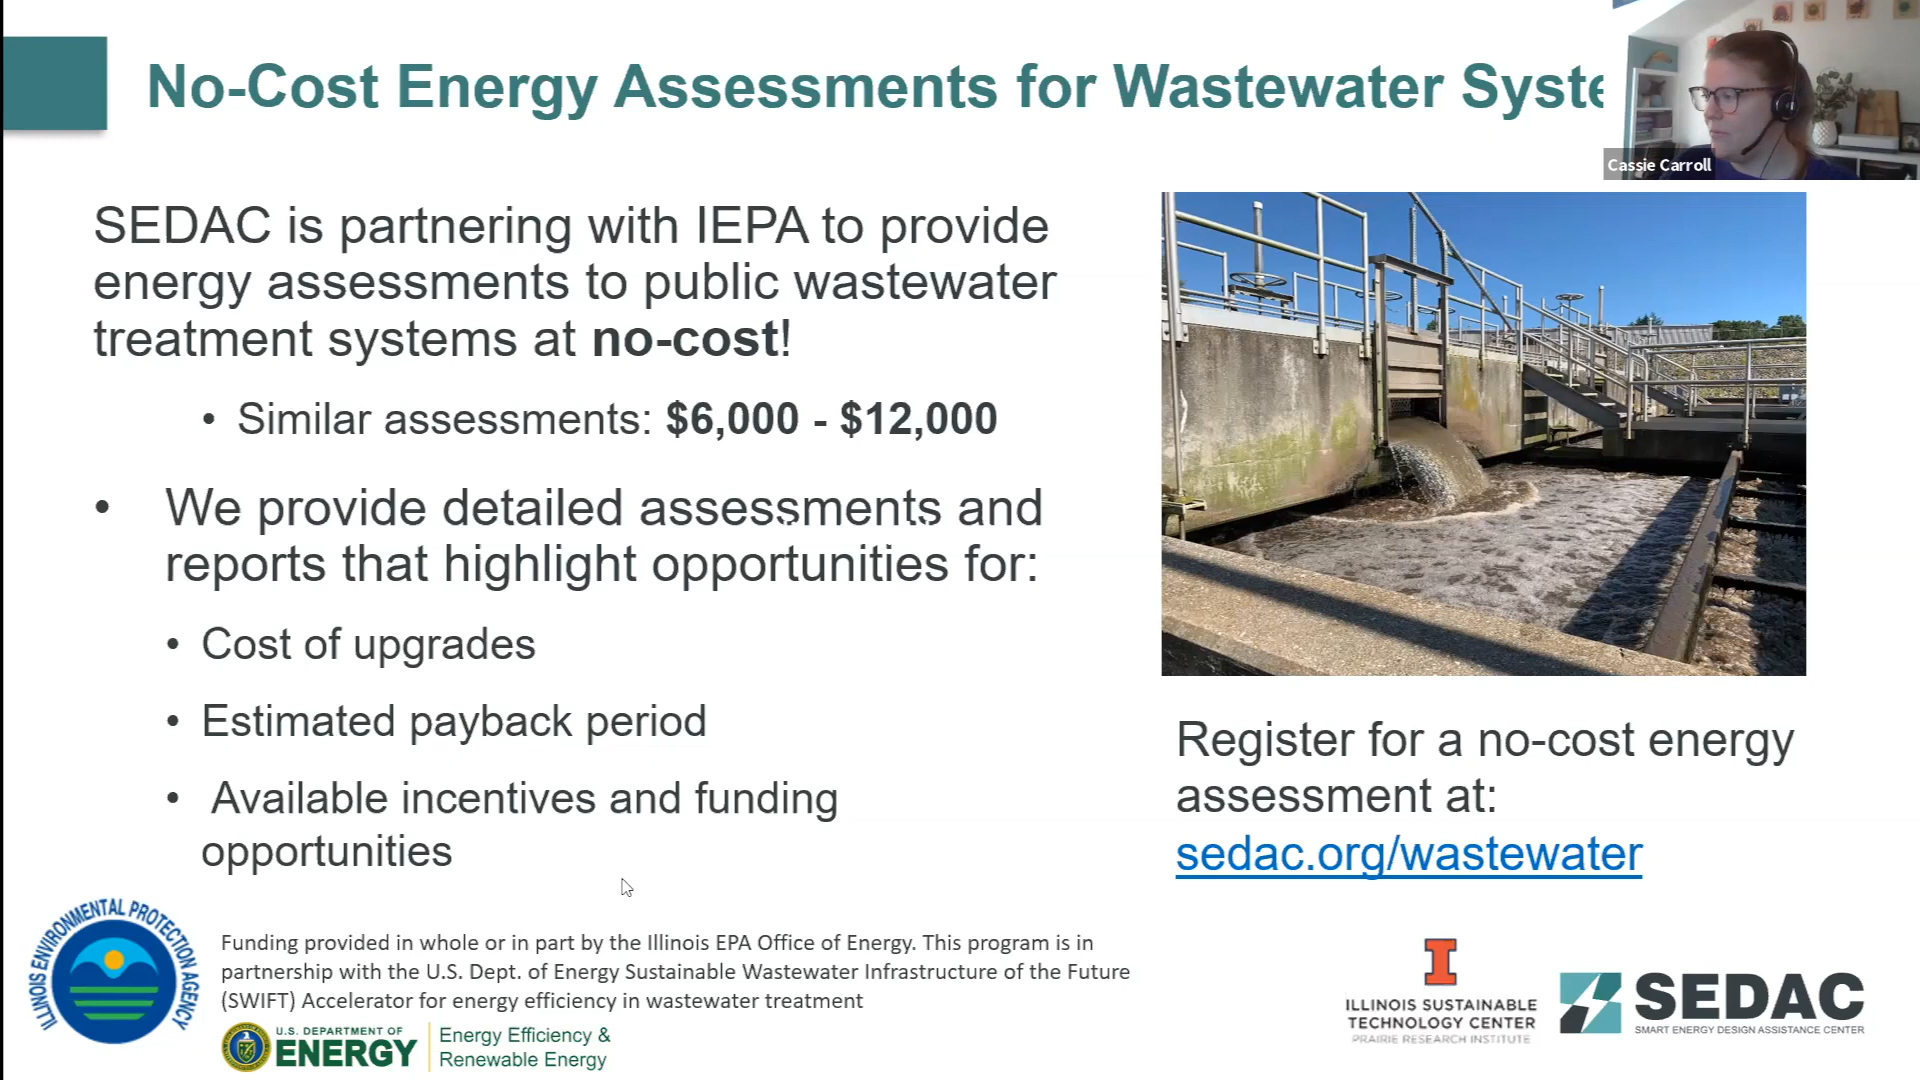 No-Cost Energy Assessments for Wastewater Syste
Cassie Carroll
SEDAC is partnering with IEPA to provide
energy assessments to public wastewater
treatment systems at no-cost!
• Similar assessments: $6,000 - $12,000
• We provide detailed assessments and
reports that highlight opportunities for:
• Cost of upgrades
• Estimated payback period
• Available incentives and funding
opportunities
Register for a no-cost energy
assessment at:
sedac.org/wastewater
ILLINOIS ENVIRONMENTAL PROTECTION AGENCY
Funding provided in whole or in part by the Illinois EPA Office of Energy. This program is in
partnership with the U.S. Dept. of Energy Sustainable Wastewater Infrastructure of the Future
(SWIFT) Accelerator for energy efficiency in wastewater treatment
U.S. DEPARTMENT OF
ENERGY
Energy Efficiency &
Renewable Energy
ILLINOIS SUSTAINABLE
TECHNOLOGY CENTER
PRAIRIE RESEARCH INSTITUTE
SEDAC
SMART ENERGY DESIGN ASSISTANCE CENTER